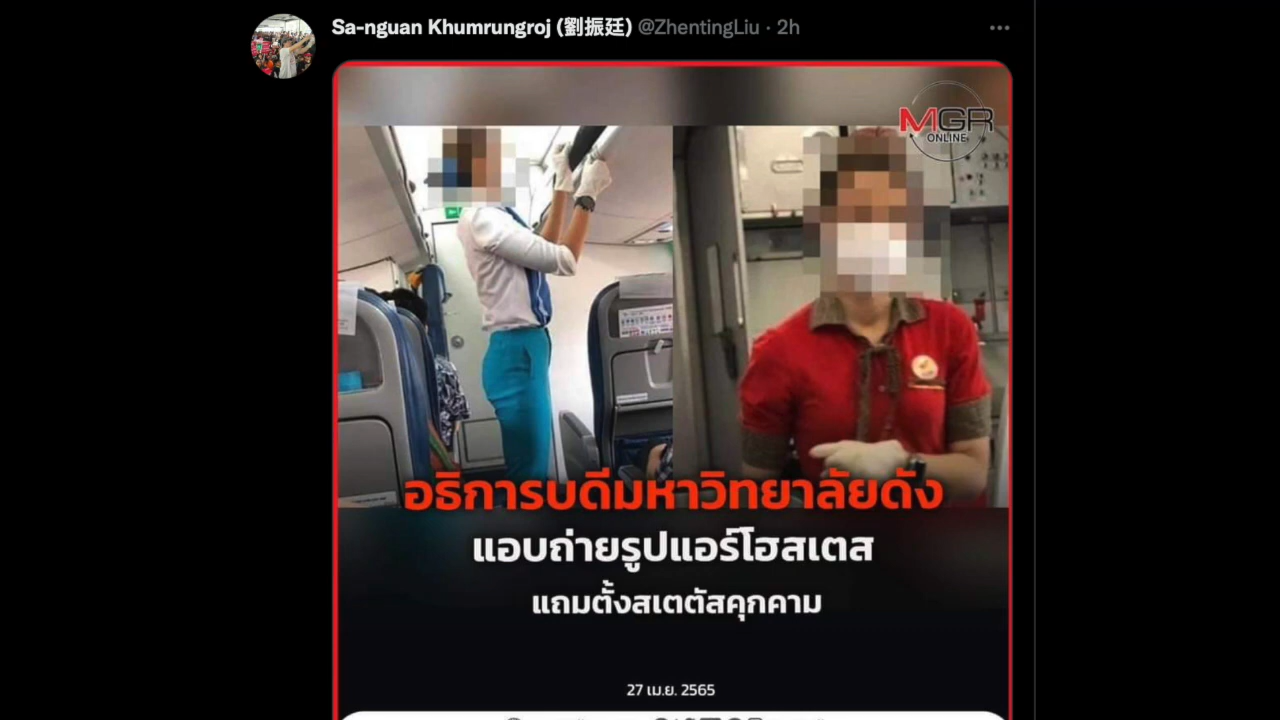 Sa-nguan Khumrungroj (劉振廷) @ZhentingLiu · 2h
MGR
ONLINE
อธิการบดีมหาวิทยาลัยดัง
แอบถ่ายรูปแอร์โฮสเตส
แถมตั้งสเตตัสคุกคาม
27 เม.ย. 2565